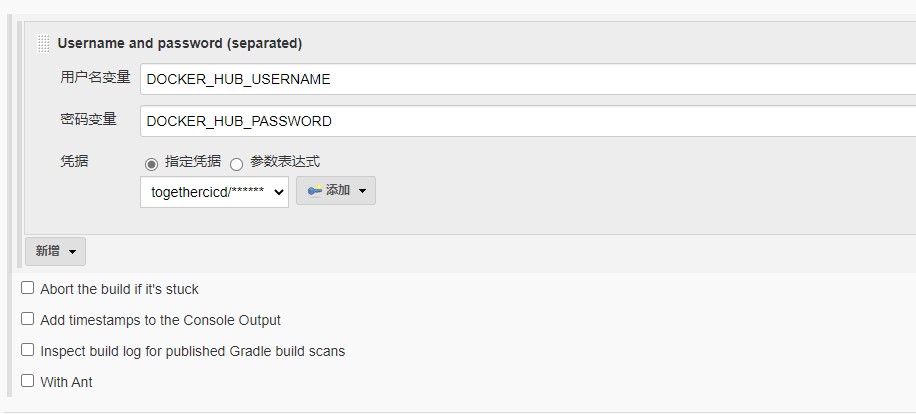 Username and password (separated)
用户名变量 DOCKER_HUB_USERNAME
密码变量 DOCKER_HUB_PASSWORD
凭据 指定凭据 参数表达式
togethercicd/****** 添加
新增
Abort the build if it's stuck
Add timestamps to the Console Output
Inspect build log for published Gradle build scans
With Ant